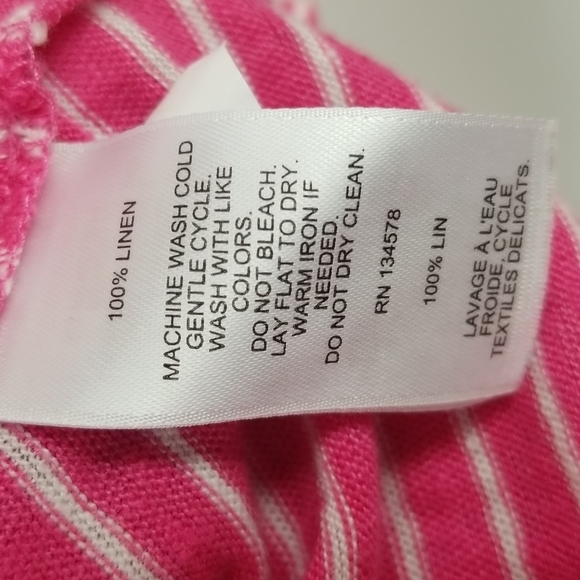 100% LINEN
MACHINE WASH COLD
GENTLE CYCLE.
WASH WITH LIKE
COLORS.
DO NOT BLEACH.
LAY FLAT TO DRY.
WARM IRON IF
NEEDED.
DO NOT DRY CLEAN.
RN 134578
100% LIN
LAVAGE À L'EAU
FROIDE, CYCLE
TEXTILES DELICATS.